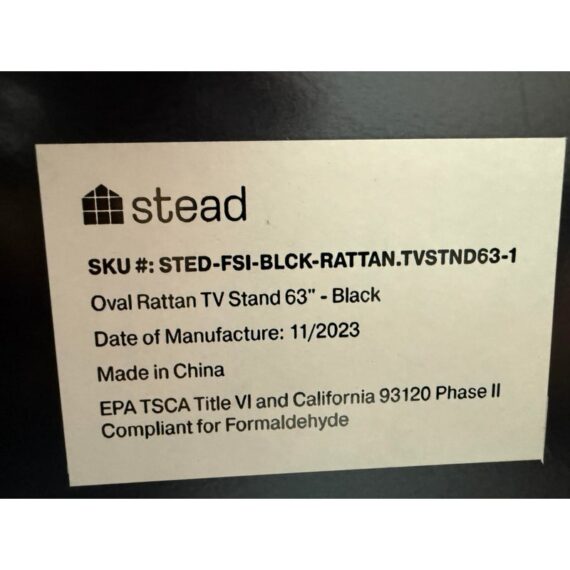 stead
SKU #: STED-FSI-BLCK-RATTAN.TVSTND63-1
Oval Rattan TV Stand 63" - Black
Date of Manufacture: 11/2023
Made in China
EPA TSCA Title VI and California 93120 Phase II
Compliant for Formaldehyde